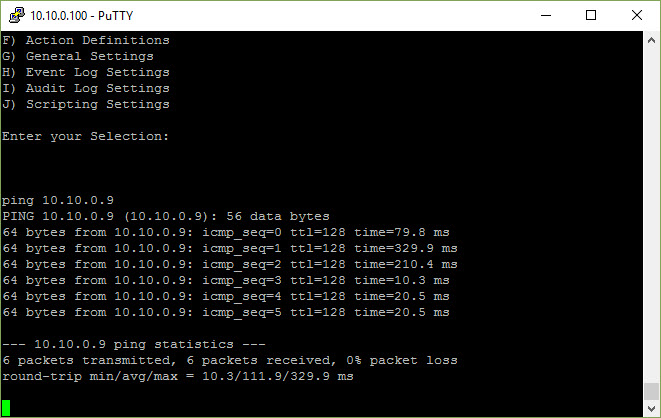 10.10.0.100 - PuTTY
F) Action Definitions
G) General Settings
H) Event Log Settings
I) Audit Log Settings
J) Scripting Settings
Enter your Selection:
ping 10.10.0.9
PING 10.10.0.9 (10.10.0.9): 56 data bytes
64 bytes from 10.10.0.9: icmp_seq=0 ttl=128 time=79.8 ms
64 bytes from 10.10.0.9: icmp_seq=1 ttl=128 time=329.9 ms
64 bytes from 10.10.0.9: icmp_seq=2 ttl=128 time=210.4 ms
64 bytes from 10.10.0.9: icmp_seq=3 ttl=128 time=10.3 ms
64 bytes from 10.10.0.9: icmp_seq=4 ttl=128 time=20.5 ms
64 bytes from 10.10.0.9: icmp_seq=5 ttl=128 time=20.5 ms
--- 10.10.0.9 ping statistics ---
6 packets transmitted, 6 packets received, 0% packet loss
round-trip min/avg/max = 10.3/111.9/329.9 ms